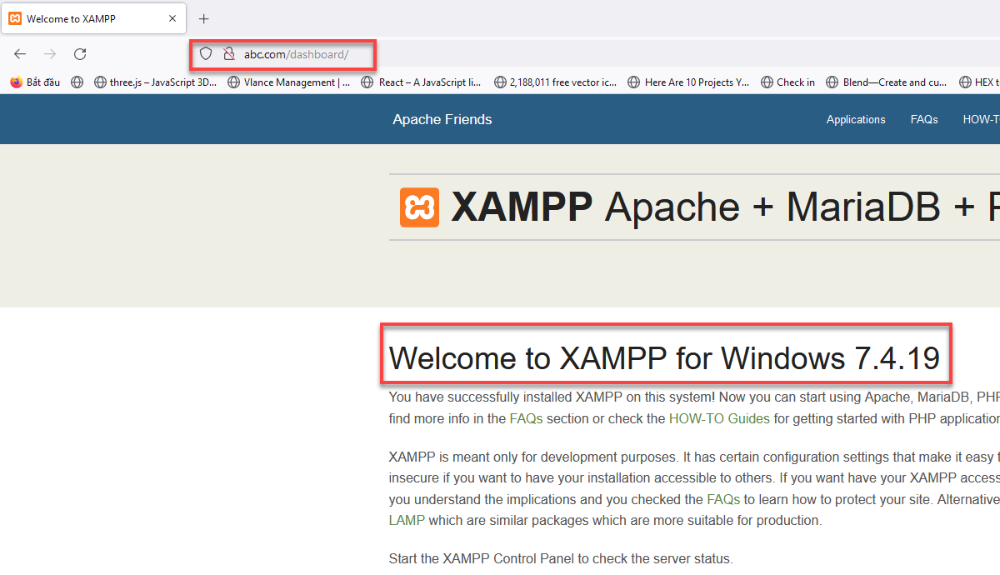 Welcome to XAMPP
abc.com/dashboard/
Bắt đầu three.js – JavaScript 3D... Vlance Management | ... React – A JavaScript li... 2,188,011 free vector ic... Here Are 10 Projects Y... Check in Blend—Create and cu... HEX t
Apache Friends Applications FAQs HOW-T
XAMPP Apache + MariaDB + P
Welcome to XAMPP for Windows 7.4.19
You have successfully installed XAMPP on this system! Now you can start using Apache, MariaDB, PHP
find more info in the FAQs section or check the HOW-TO Guides for getting started with PHP application
XAMPP is meant only for development purposes. It has certain configuration settings that make it easy t
insecure if you want to have your installation accessible to others. If you want have your XAMPP access
you understand the implications and you checked the FAQs to learn how to protect your site. Alternative
LAMP which are similar packages which are more suitable for production.
Start the XAMPP Control Panel to check the server status.